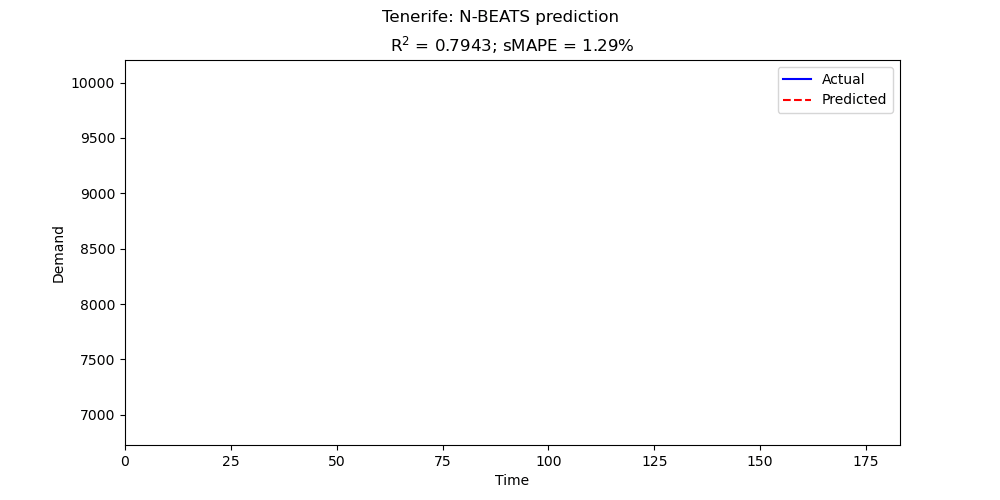 Tenerife: N-BEATS prediction
R² = 0.7943; sMAPE = 1.29%
Actual
Predicted
10000
9500
9000
8500
8000
7500
7000
Demand
0 25 50 75 100 125 150 175
Time